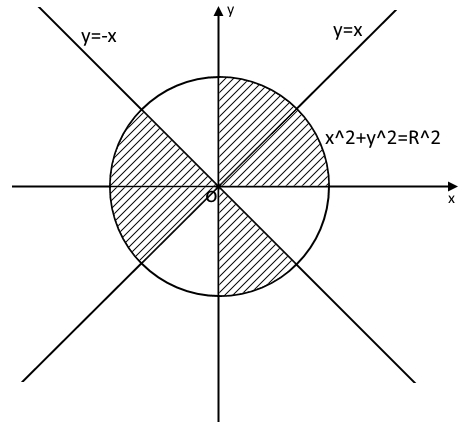 y
y=-x
y=x
x^2+y^2=R^2
O
x